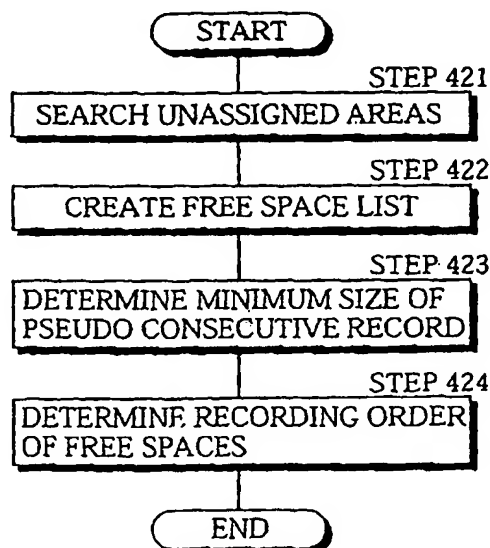 START
STEP 421
SEARCH UNASSIGNED AREAS
STEP 422
CREATE FREE SPACE LIST
STEP 423
DETERMINE MINIMUM SIZE OF
PSEUDO CONSECUTIVE RECORD
STEP 424
DETERMINE RECORDING ORDER
OF FREE SPACES
END